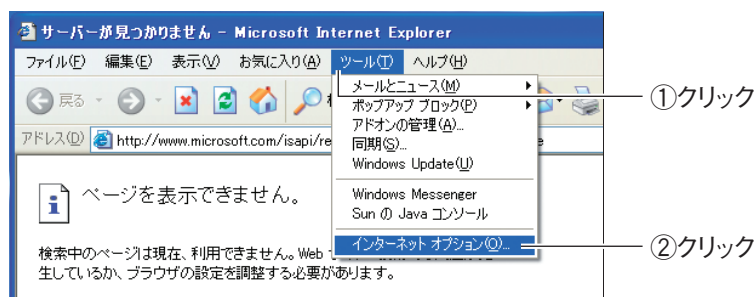 サーバーが見つかりません - Microsoft Internet Explorer
ファイル(F) 編集(E) 表示(V) お気に入り(A) ツール(T) ヘルプ(H)
メールとニュース(M)
ポップアップ ブロック(P)
アドオンの管理(A)...
同期(S)...
Windows Update(U)
Windows Messenger
Sun の Java コンソール
インターネット オプション(O)...
①クリック
②クリック
戻る
アドレス(D) http://www.microsoft.com/isapi/re
ページを表示できません。
検索中のページは現在、利用できません。Web
生しているか、ブラウザの設定を調整する必要があります。